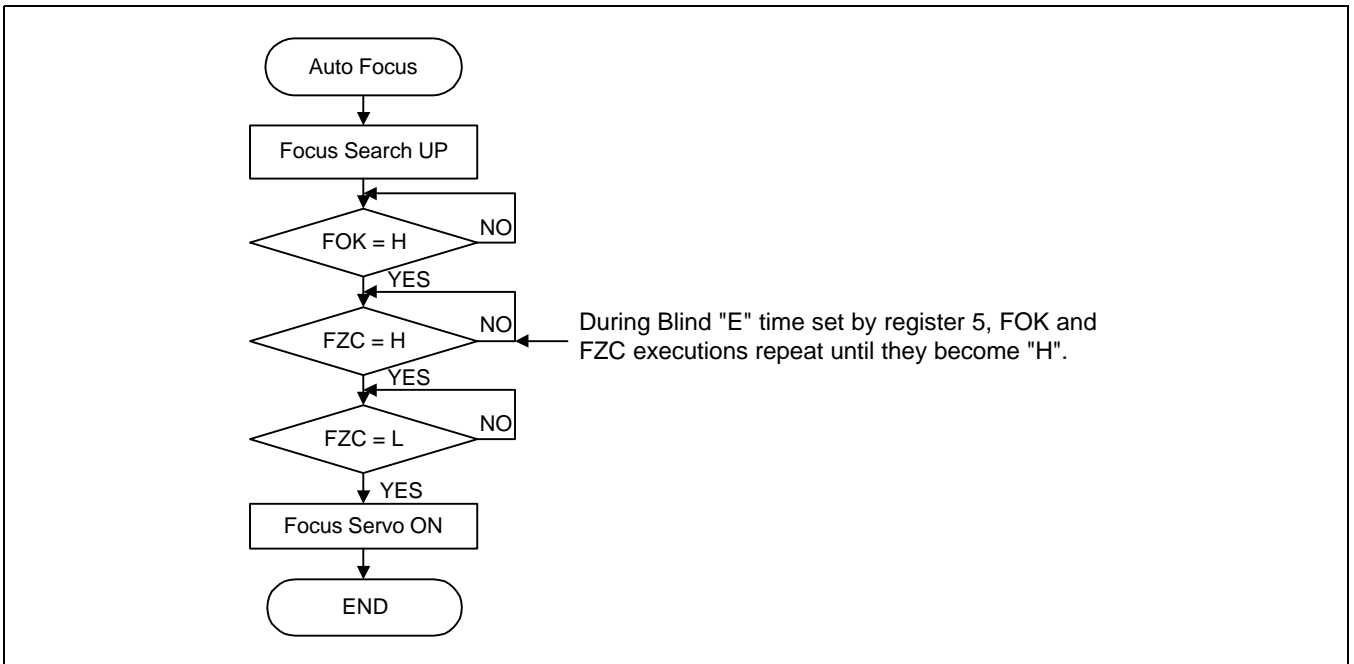 Auto Focus
Focus Search UP
NO
FOK = H
YES
NO
FZC = H
During Blind "E" time set by register 5, FOK and
FZC executions repeat until they become "H".
YES
NO
FZC = L
YES
Focus Servo ON
END